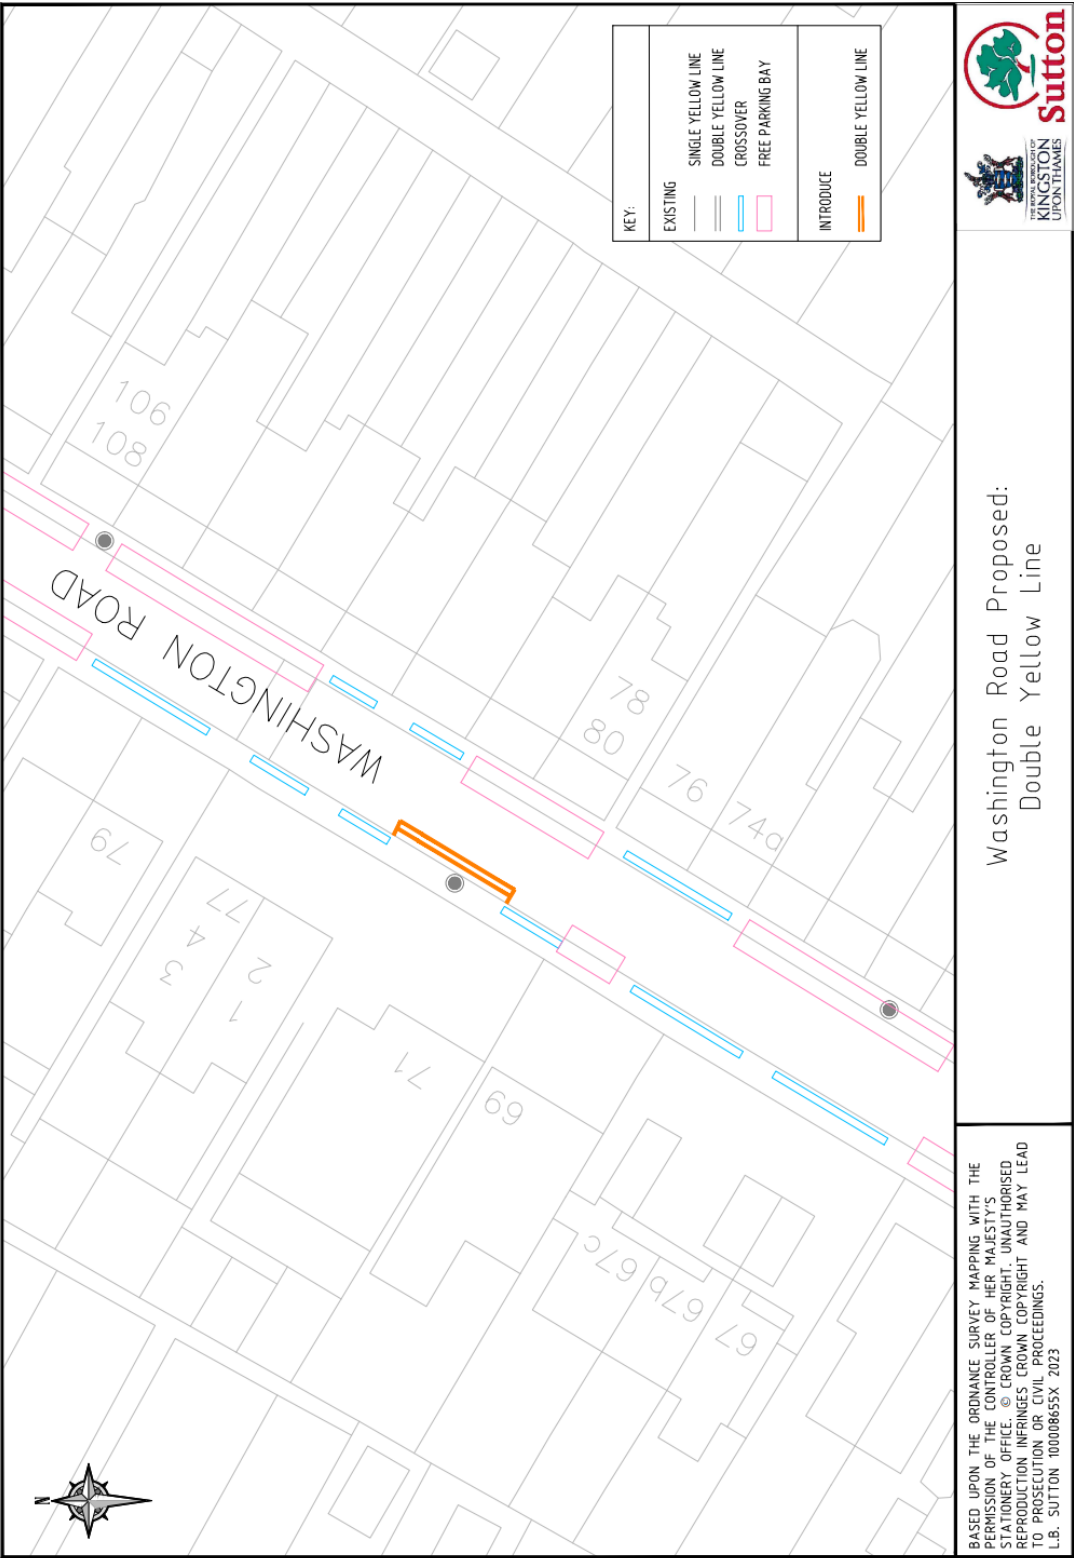 KEY:
EXISTING
SINGLE YELLOW LINE
DOUBLE YELLOW LINE
CROSSOVER
FREE PARKING BAY
INTRODUCE
DOUBLE YELLOW LINE
106
108
WASHINGTON ROAD
78
80
76
74a
79
77
4
3
2
1
71
69
67c
67b
67
N
Sutton
THE ROYAL BOROUGH OF
KINGSTON
UPON THAMES
Washington Road Proposed:
Double Yellow Line
BASED UPON THE ORDNANCE SURVEY MAPPING WITH THE
PERMISSION OF THE CONTROLLER OF HER MAJESTY'S
STATIONERY OFFICE. © CROWN COPYRIGHT. UNAUTHORISED
REPRODUCTION INFRINGES CROWN COPYRIGHT AND MAY LEAD
TO PROSECUTION OR CIVIL PROCEEDINGS.
L.B. SUTTON 100008655X 2023